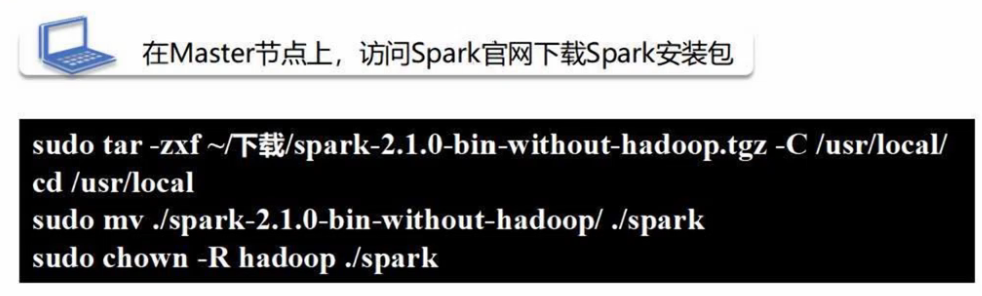 在Master节点上，访问Spark官网下载Spark安装包
sudo tar -zxf ~/下载/spark-2.1.0-bin-without-hadoop.tgz -C /usr/local/
cd /usr/local
sudo mv ./spark-2.1.0-bin-without-hadoop/ ./spark
sudo chown -R hadoop ./spark